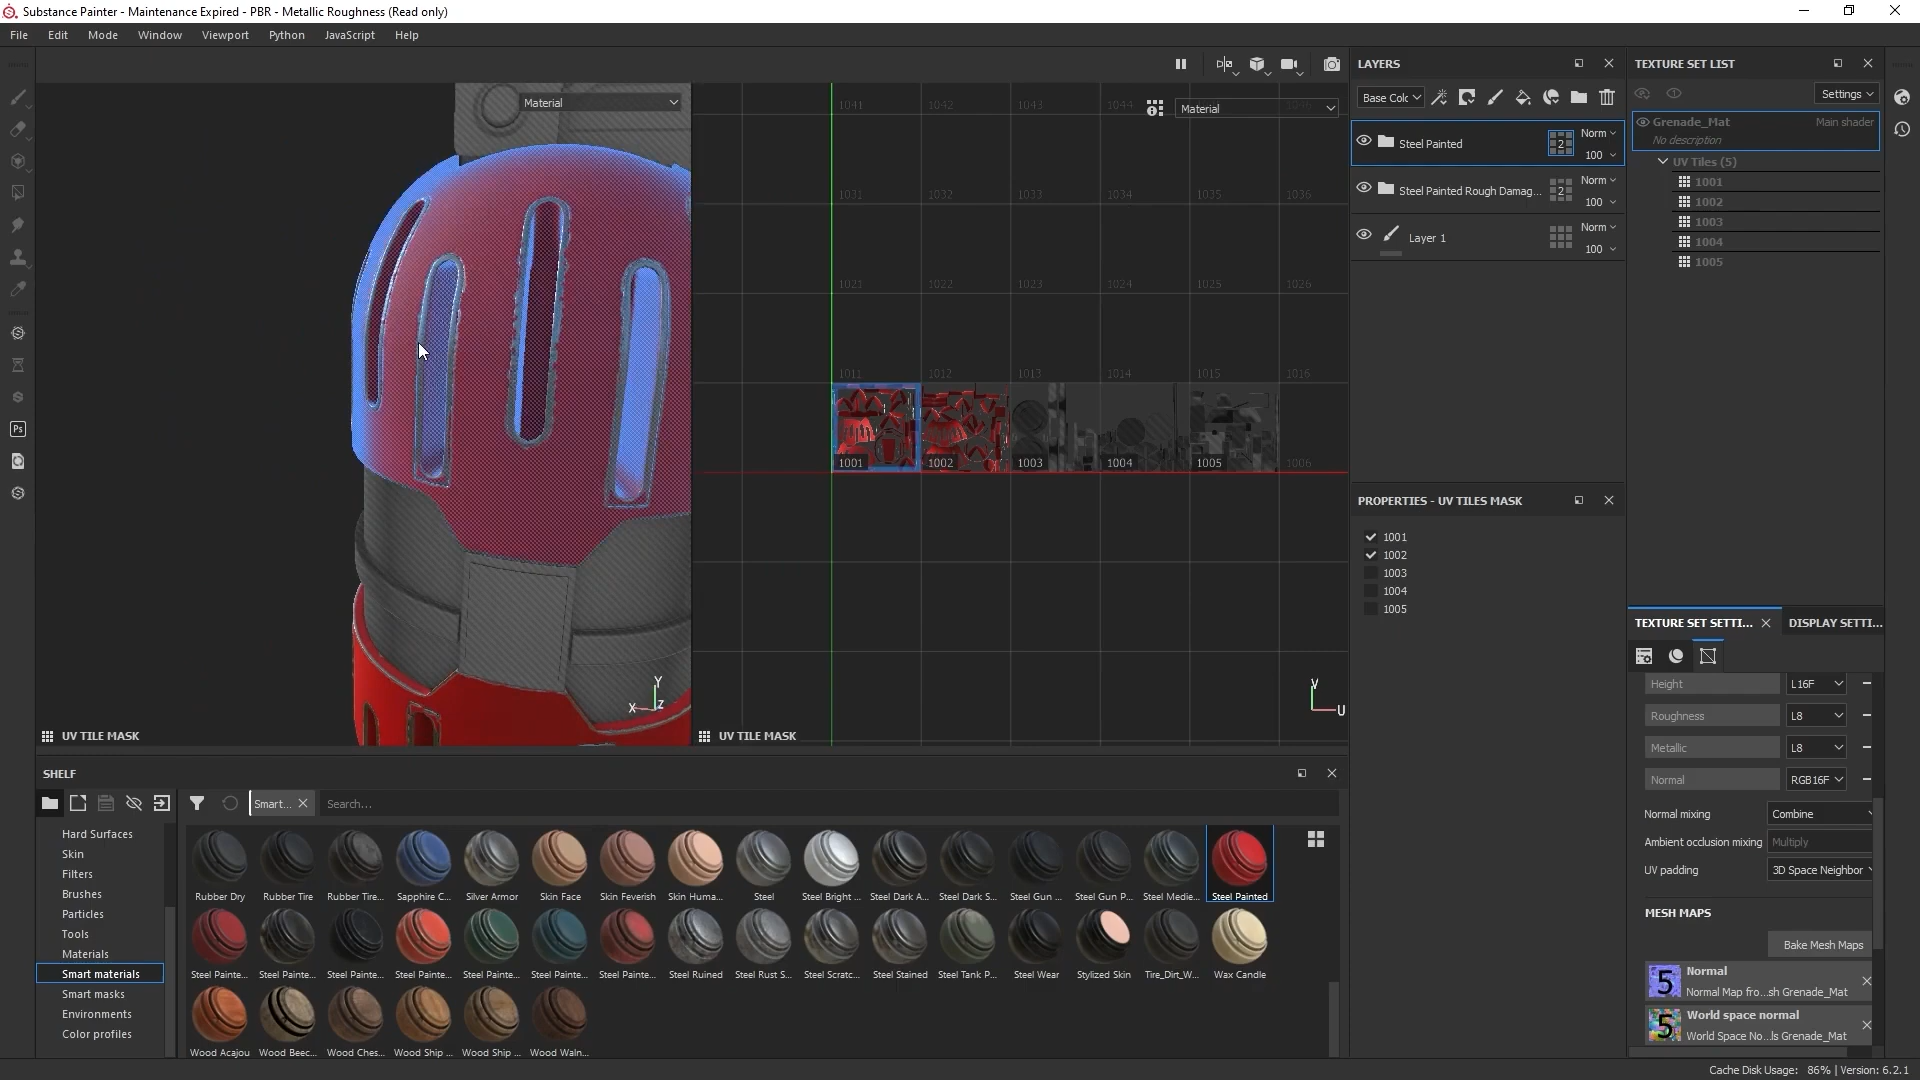 Substance Painter - Maintenance Expired - PBR - Metallic Roughness (Read only)
File Edit Mode Window Viewport Python JavaScript Help
Material
Material
1041 1042 1043 1044
1031 1032 1033 1034 1035 1036
1021 1022 1023 1024 1025 1026
1011 1012 1013 1014 1015 1016
1001 1002 1003 1004 1005 1006
Y
X
Z
V
U
UV TILE MASK
UV TILE MASK
Ps
LAYERS
Base Colc
Steel Painted
2
Norm
100
Steel Painted Rough Damag...
2
Norm
100
Layer 1
Norm
100
PROPERTIES - UV TILES MASK
1001
1002
1003
1004
1005
TEXTURE SET LIST
Settings
Grenade_Mat
Main shader
No description
UV Tiles (5)
1001
1002
1003
1004
1005
TEXTURE SET SETTI...
DISPLAY SETTI...
Height L16F
Roughness L8
Metallic L8
Normal RGB16F
Normal mixing Combine
Ambient occlusion mixing Multiply
UV padding 3D Space Neighbor
MESH MAPS
Bake Mesh Maps
5
Normal
Normal Map fro...sh Grenade_Mat
5
World space normal
World Space No...ls Grenade_Mat
SHELF
Smart...
Search...
Hard Surfaces
Skin
Filters
Brushes
Particles
Tools
Materials
Smart materials
Smart masks
Environments
Color profiles
Rubber Dry Rubber Tire Rubber Tire... Sapphire C... Silver Armor Skin Face Skin Feverish Skin Huma... Steel Steel Bright ... Steel Dark A... Steel Dark S... Steel Gun ... Steel Gun P... Steel Medie... Steel Painted
Steel Painte... Steel Painte... Steel Painte... Steel Painte... Steel Painte... Steel Painte... Steel Painte... Steel Ruined Steel Rust S... Steel Scratc... Steel Stained Steel Tank P... Steel Wear Stylized Skin Tire_Dirt_W... Wax Candle
Wood Acajou Wood Beec... Wood Ches... Wood Ship ... Wood Ship ... Wood Waln...
Cache Disk Usage: 86% | Version: 6.2.1